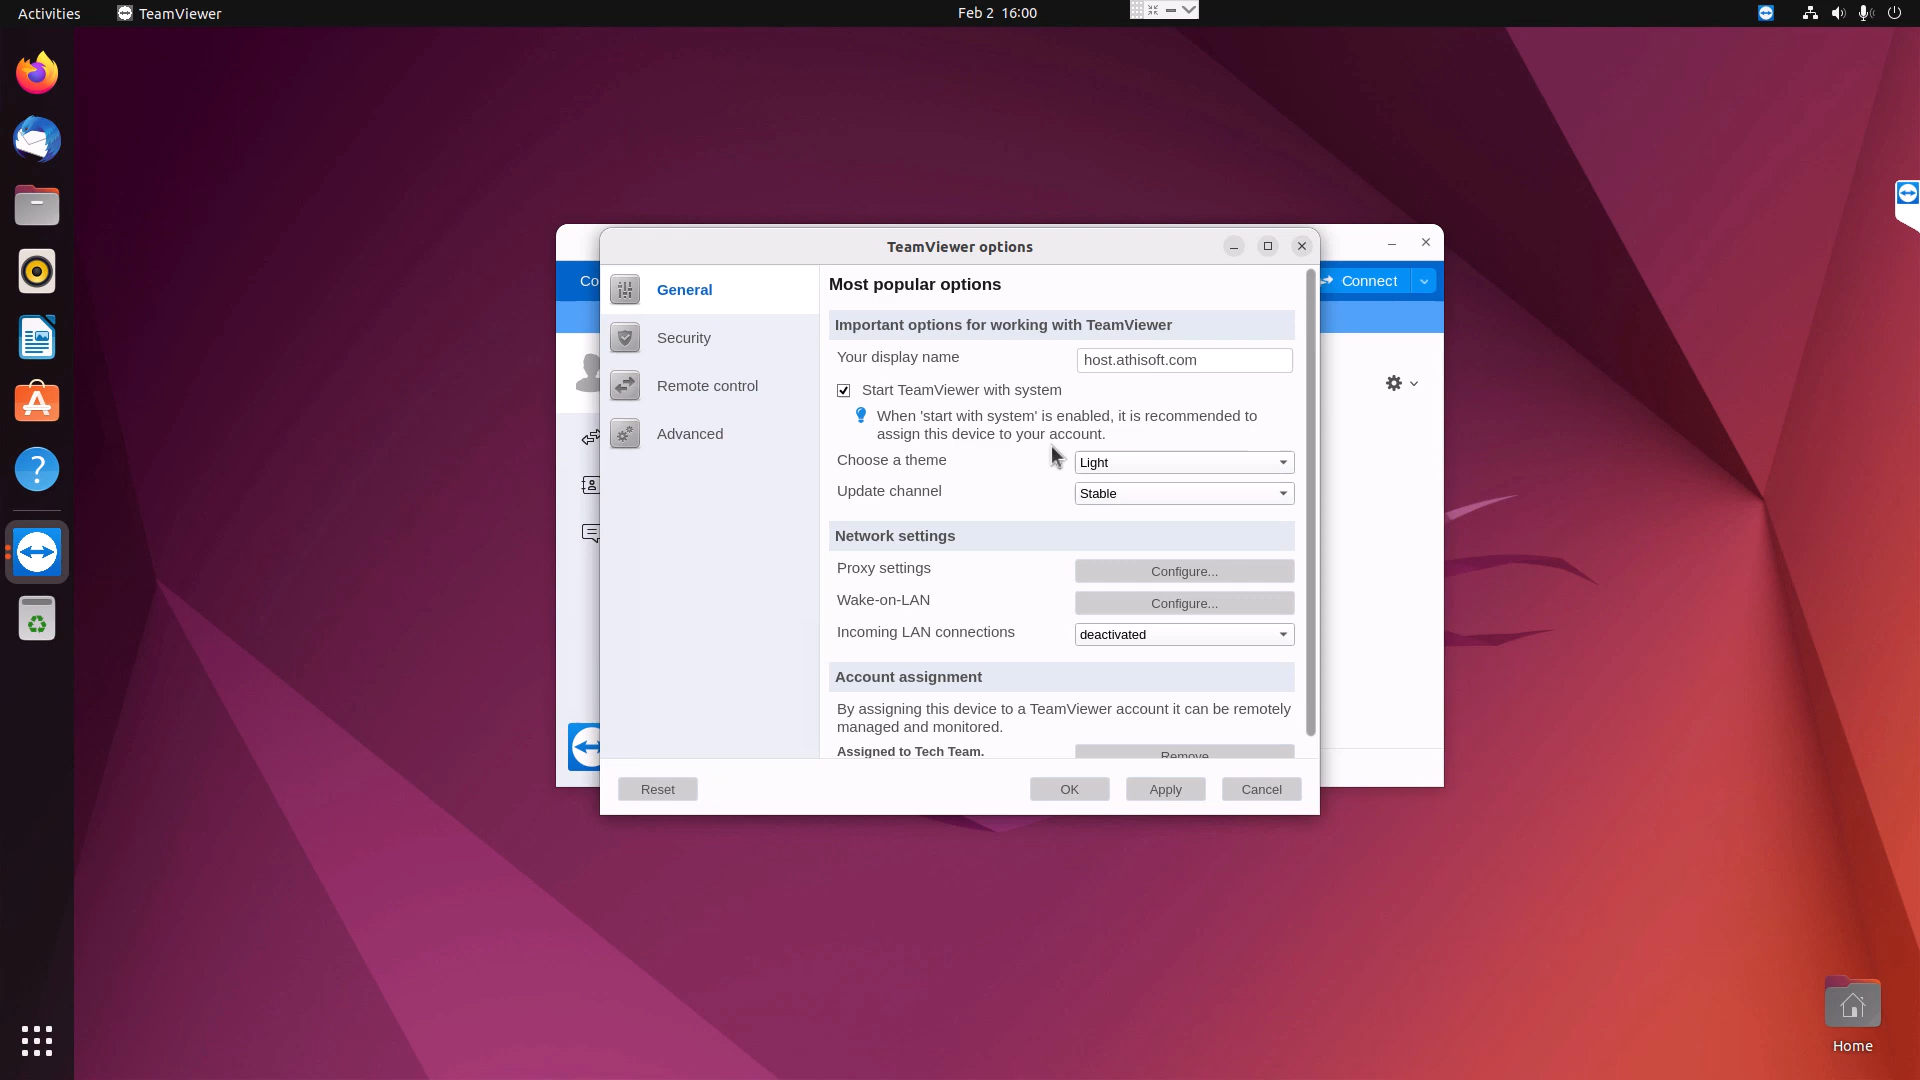 Activities
TeamViewer
Feb 2 16:00
TeamViewer options
Co
Connect
General
Security
Remote control
Advanced
Most popular options
Important options for working with TeamViewer
Your display name
host.athisoft.com
Start TeamViewer with system
When 'start with system' is enabled, it is recommended to
assign this device to your account.
Choose a theme
Light
Update channel
Stable
Network settings
Proxy settings
Configure...
Wake-on-LAN
Configure...
Incoming LAN connections
deactivated
Account assignment
By assigning this device to a TeamViewer account it can be remotely
managed and monitored.
Assigned to Tech Team.
Remove
Reset
OK
Apply
Cancel
Home